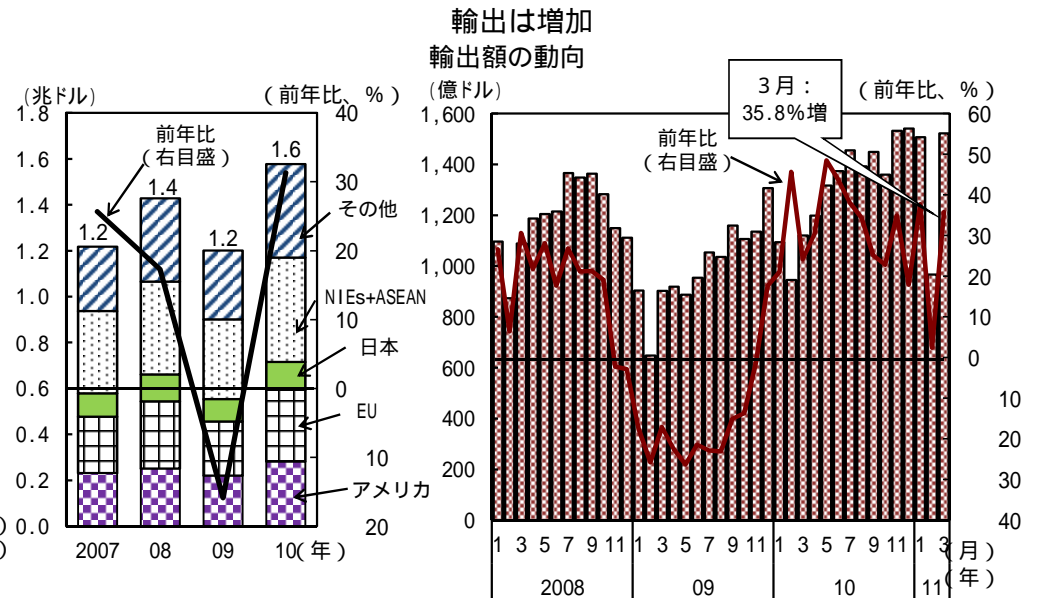 輸出は増加
輸出額の動向
(兆ドル)
(前年比、%)
1.8
1.6
1.4
1.2
1.0
0.8
0.6
0.4
0.2
0.0
40
30
20
10
0
10
20
前年比
(右目盛)
1.2
1.4
1.2
1.6
その他
NIEs+ASEAN
日本
EU
アメリカ
2007 08 09 10(年)
)
)
(億ドル)
(前年比、%)
1,600
1,400
1,200
1,000
800
600
400
200
0
60
50
40
30
20
10
0
10
20
30
40
前年比
(右目盛)
3月:
35.8%増
1 3 5 7 9 11 1 3 5 7 9 11 1 3 5 7 9 11 1 3(月)
2008 09 10 11(年)